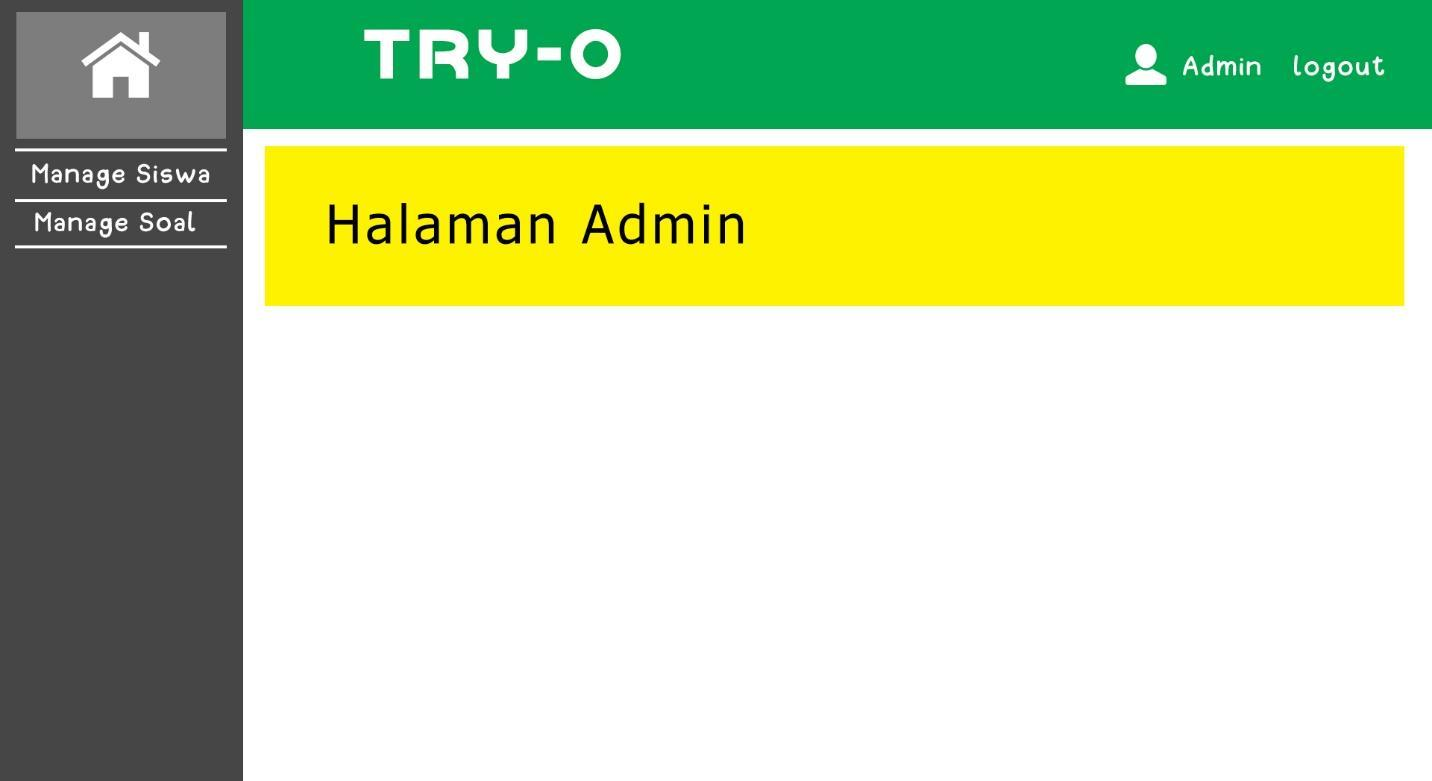 TRY-O
Admin logout
Manage Siswa
Manage Soal
Halaman Admin